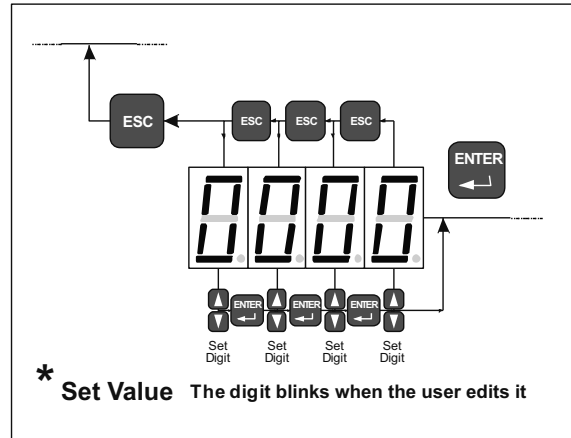 ESC ESC ESC ESC
ENTER
0000
ENTER ENTER ENTER
Set Set Set Set
Digit Digit Digit Digit
* Set Value The digit blinks when the user edits it